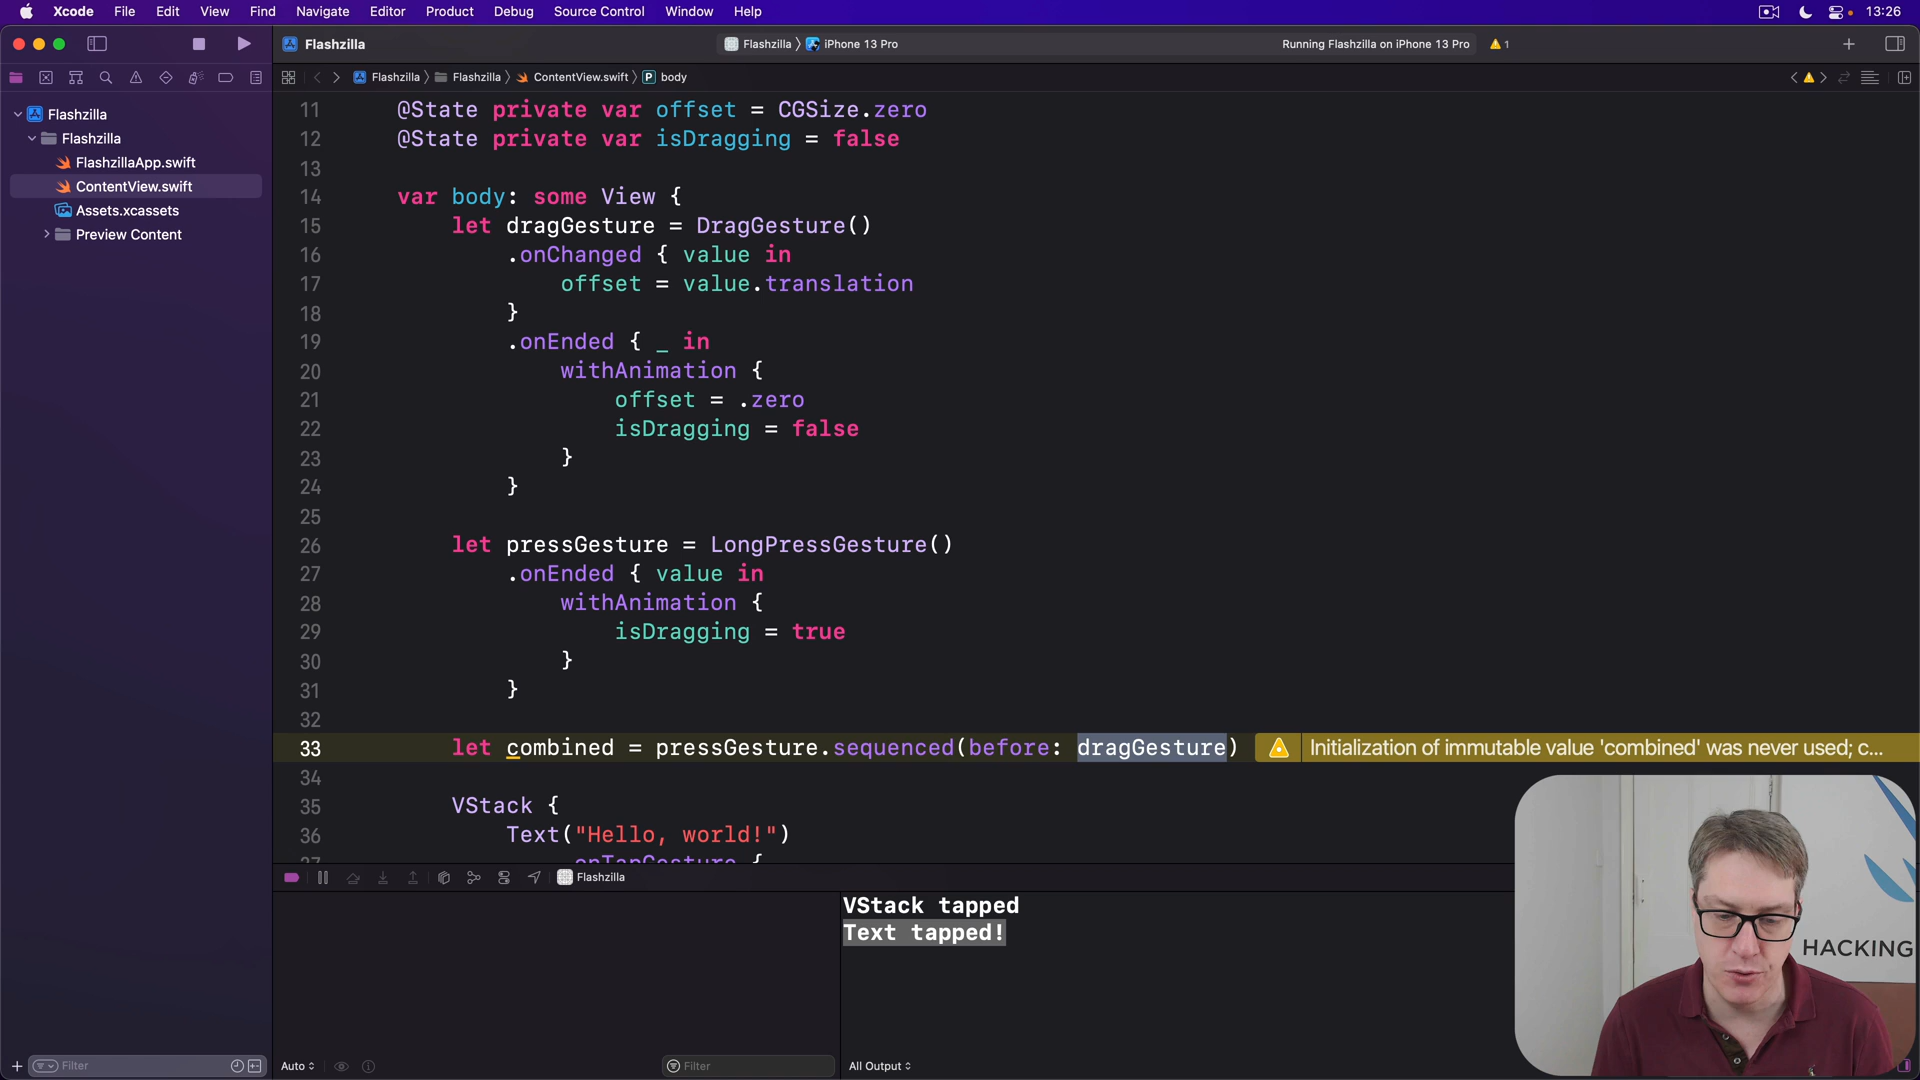 Xcode File Edit View Find Navigate Editor Product Debug Source Control Window Help 13:26
Flashzilla Flashzilla iPhone 13 Pro Running Flashzilla on iPhone 13 Pro 1
Flashzilla Flashzilla ContentView.swift P body
Flashzilla
Flashzilla
FlashzillaApp.swift
ContentView.swift
Assets.xcassets
Preview Content
11 @State private var offset = CGSize.zero
12 @State private var isDragging = false
13
14 var body: some View {
15 let dragGesture = DragGesture()
16 .onChanged { value in
17 offset = value.translation
18 }
19 .onEnded { _ in
20 withAnimation {
21 offset = .zero
22 isDragging = false
23 }
24 }
25
26 let pressGesture = LongPressGesture()
27 .onEnded { value in
28 withAnimation {
29 isDragging = true
30 }
31 }
32
33 let combined = pressGesture.sequenced(before: dragGesture) Initialization of immutable value 'combined' was never used; c...
34
35 VStack {
36 Text("Hello, world!")
37 .onTapGesture {
Flashzilla
VStack tapped
Text tapped!
HACKING
Filter
Auto
Filter
All Output